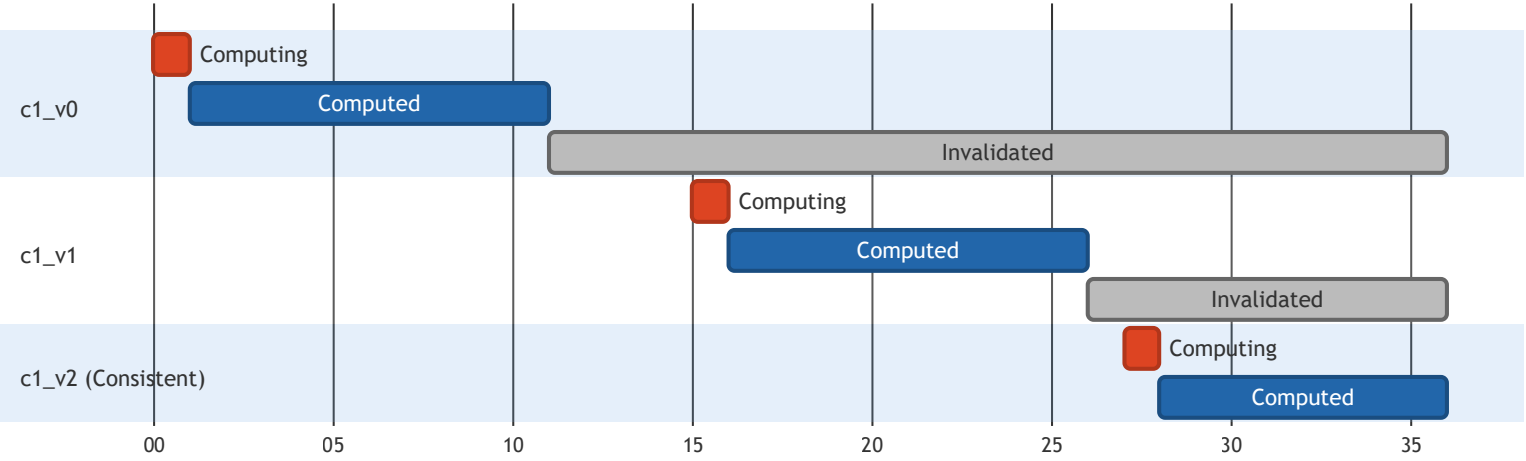 Computing
Computed
c1_v0
Invalidated
Computing
Computed
c1_v1
Invalidated
Computing
c1_v2 (Consistent)
Computed
00 05 10 15 20 25 30 35